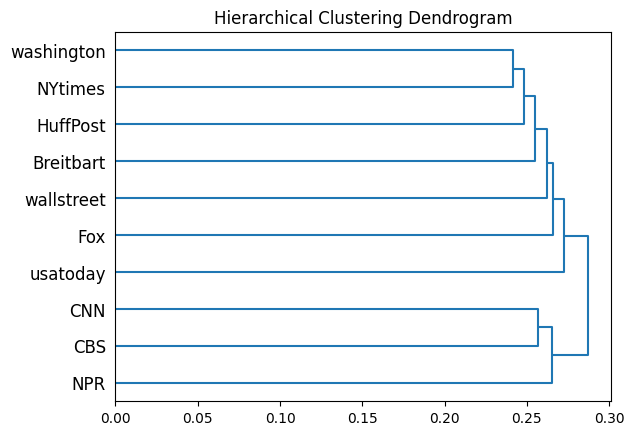 Hierarchical Clustering Dendrogram
washington
NYtimes
HuffPost
Breitbart
wallstreet
Fox
usatoday
CNN
CBS
NPR
0.00 0.05 0.10 0.15 0.20 0.25 0.30